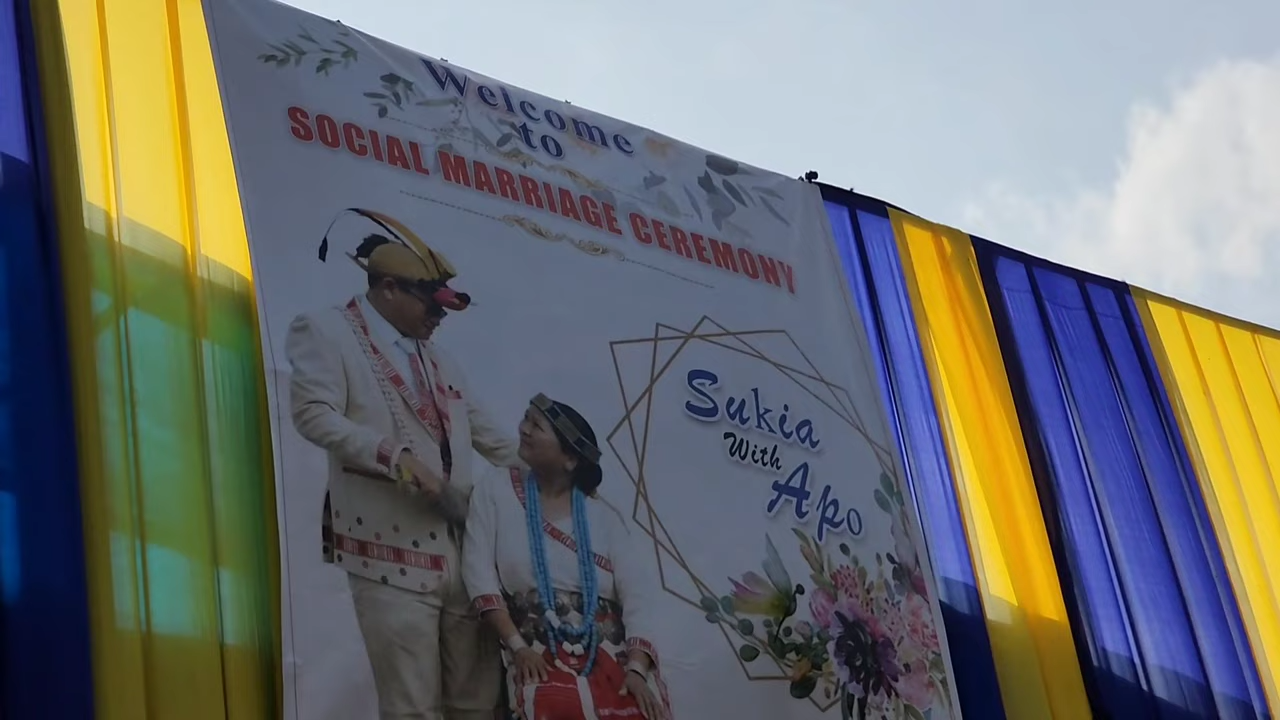 Welcome
to
SOCIAL MARRIAGE CEREMONY
Sukia
With
Apo